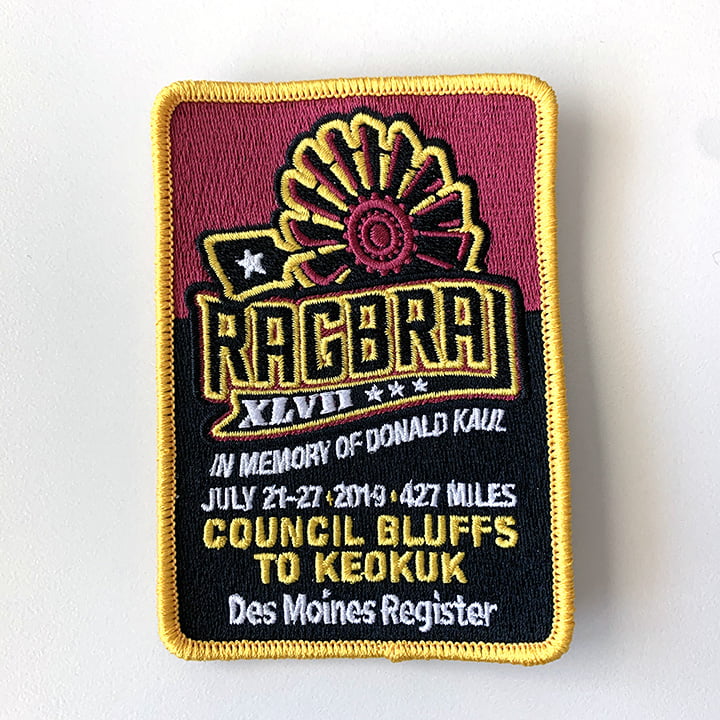 RAGBRAI
XLVII ★★★
IN MEMORY OF DONALD KAUL
JULY 21-27 • 2019 • 427 MILES
COUNCIL BLUFFS
TO KEOKUK
Des Moines Register